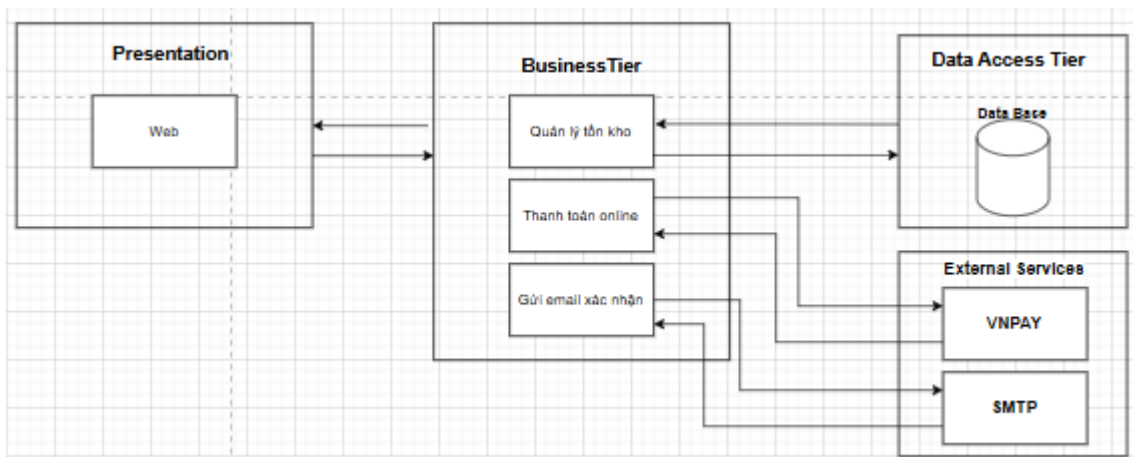 Presentation
Web
BusinessTier
Quản lý tồn kho
Thanh toán online
Gửi email xác nhận
Data Access Tier
Data Base
External Services
VNPAY
SMTP